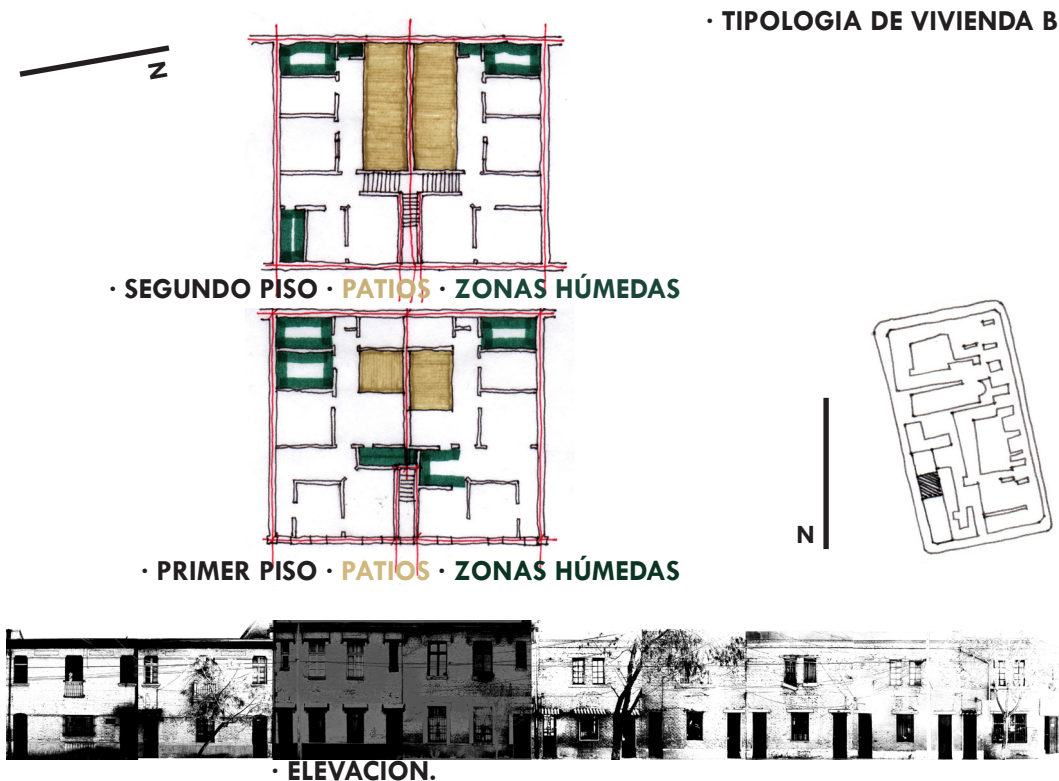 · TIPOLOGIA DE VIVIENDA B
N
· SEGUNDO PISO · PATIOS · ZONAS HÚMEDAS
N
· PRIMER PISO · PATIOS · ZONAS HÚMEDAS
· ELEVACION.